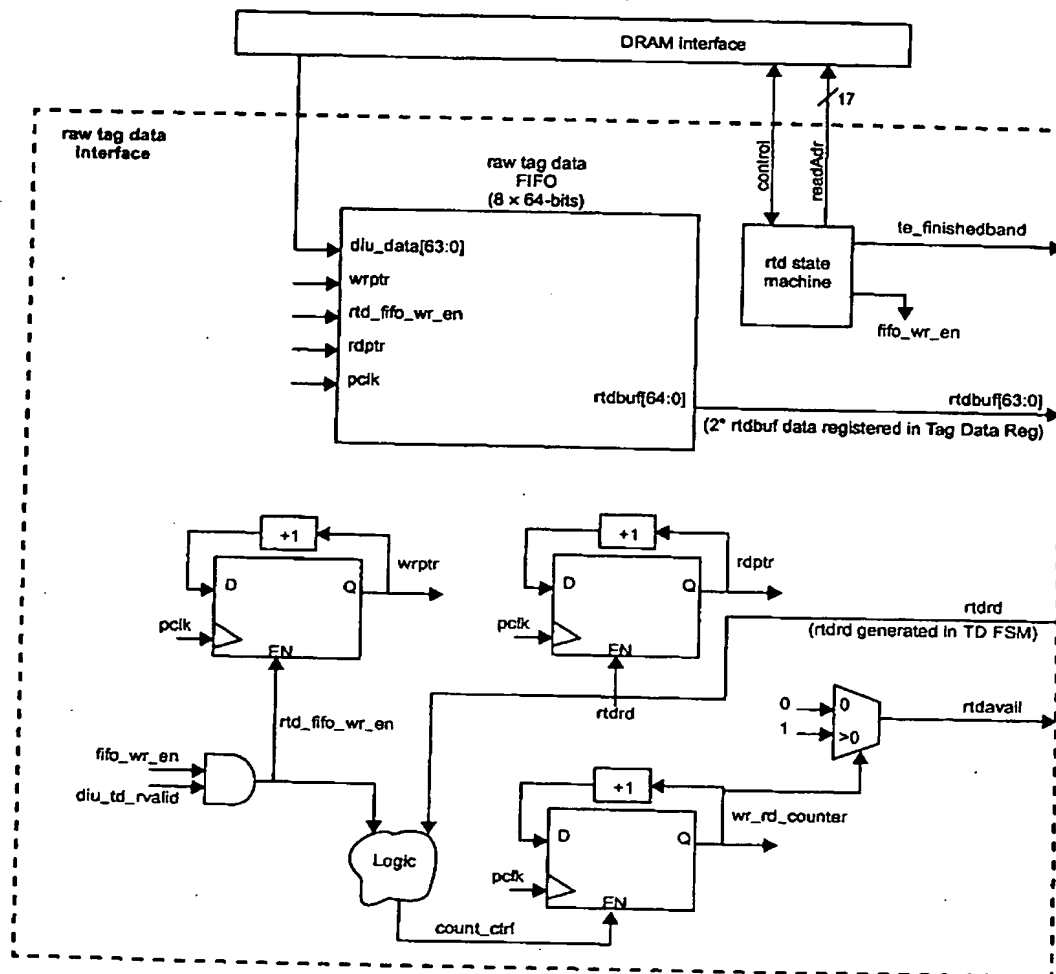 DRAM interface
17
raw tag data
interface
control
readAdr
raw tag data
FIFO
(8 × 64-bits)
diu_data[63:0]
wrptr
rtd_fifo_wr_en
rdptr
pclk
rtdbuf[64:0]
rtd state
machine
te_finishedband
fifo_wr_en
rtdbuf[63:0]
(2* rtdbuf data registered in Tag Data Reg)
+1
wrptr
D
Q
pclk
EN
+1
rdptr
D
Q
pclk
EN
rtdrd
(rtdrd generated in TD FSM)
rtd_fifo_wr_en
rtdrd
0
0
1
>0
rtdavail
fifo_wr_en
diu_td_rvalid
Logic
+1
wr_rd_counter
D
Q
pclk
EN
count_ctrl